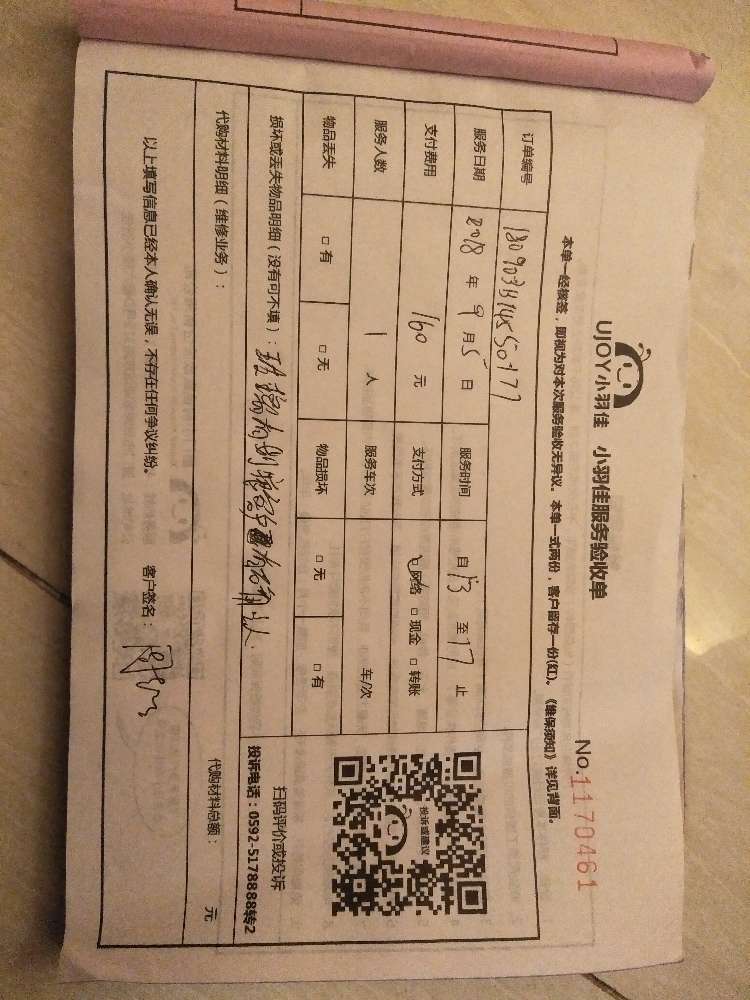 UJOY小羽佳 小羽佳服务验收单
No.1170461
本单一经核签，即视为对本次服务验收无异议。本单一式两份，客户留存一份(红)。《维保须知》详见背面。
订单编号
服务日期 2018 年 9 月 5 日 服务时间 自 13 至 17 止
支付费用 160 元 支付方式 网络 □ 现金 □ 转账
服务人数 1 人 服务车次 车/次
物品丢失 □ 有 □ 无 物品损坏 □ 无 □ 有
损坏或丢失物品明细（没有可不填）：
代购材料明细（维修业务）： 代购材料总额： 元
以上填写信息已经本人确认无误，不存在任何争议纠纷。 客户签名：
投诉或建议
扫码评价或投诉
投诉电话：0592-5178888转2